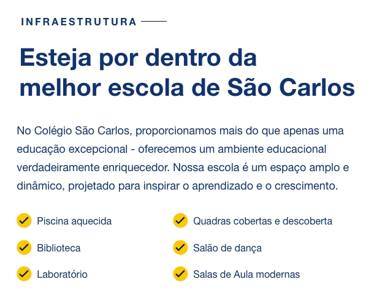 INFRAESTRUTURA
Esteja por dentro da
melhor escola de São Carlos
No Colégio São Carlos, proporcionamos mais do que apenas uma
educação excepcional - oferecemos um ambiente educacional
verdadeiramente enriquecedor. Nossa escola é um espaço amplo e
dinâmico, projetado para inspirar o aprendizado e o crescimento.
Piscina aquecida
Quadras cobertas e descoberta
Biblioteca
Salão de dança
Laboratório
Salas de Aula modernas